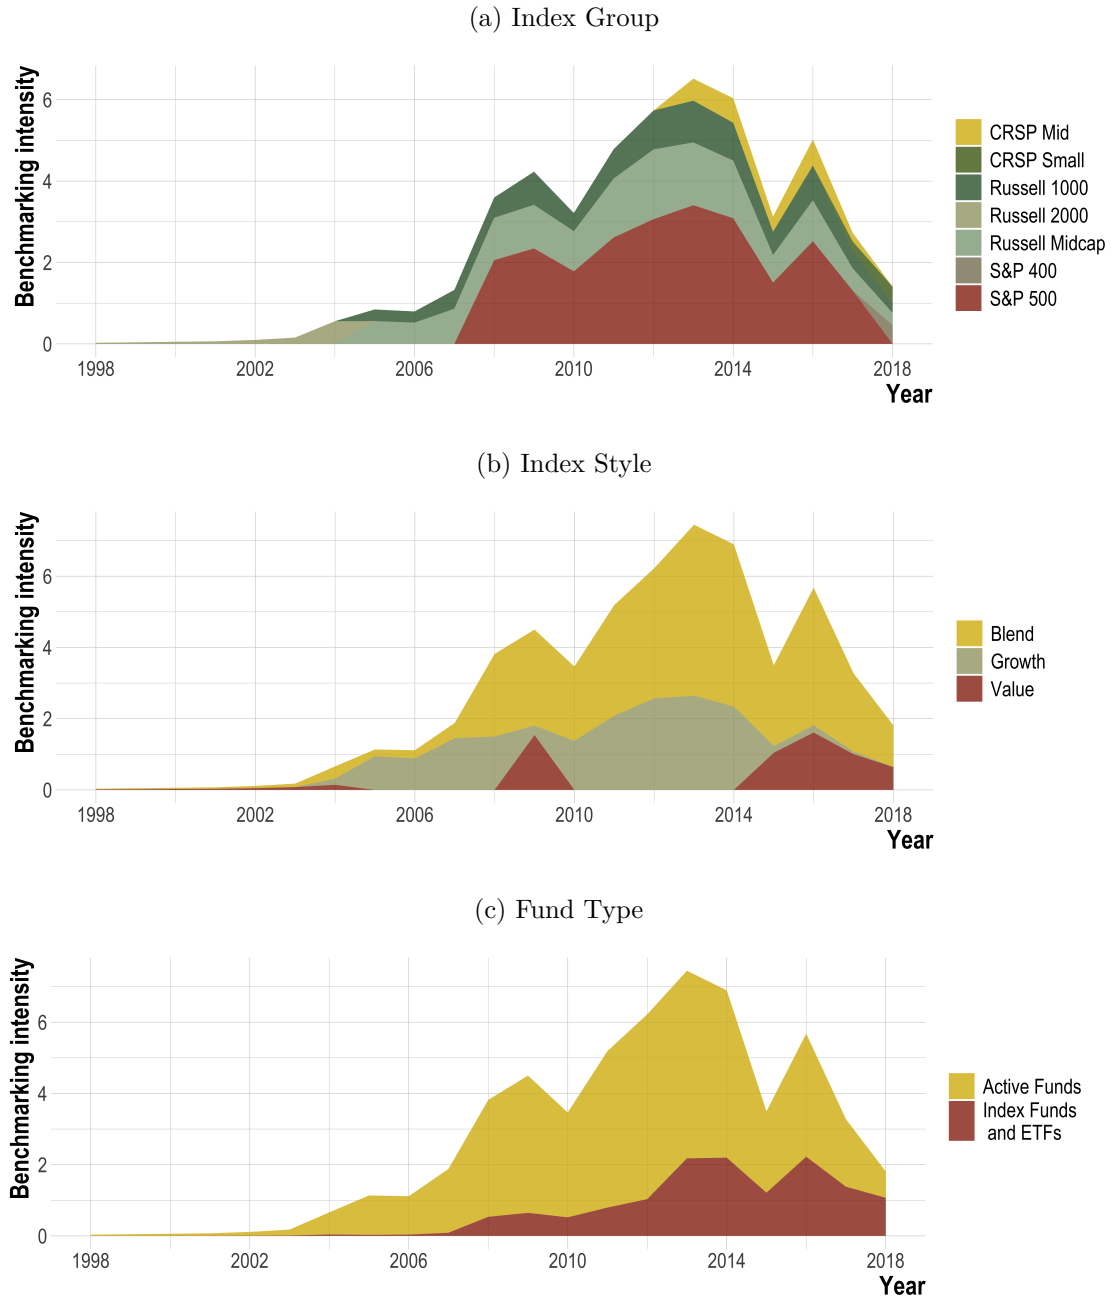 (a) Index Group
Benchmarking intensity
6
4
2
0
1998 2002 2006 2010 2014 2018
Year
CRSP Mid
CRSP Small
Russell 1000
Russell 2000
Russell Midcap
S&P 400
S&P 500
(b) Index Style
Benchmarking intensity
6
4
2
0
1998 2002 2006 2010 2014 2018
Year
Blend
Growth
Value
(c) Fund Type
Benchmarking intensity
6
4
2
0
1998 2002 2006 2010 2014 2018
Year
Active Funds
Index Funds
and ETFs